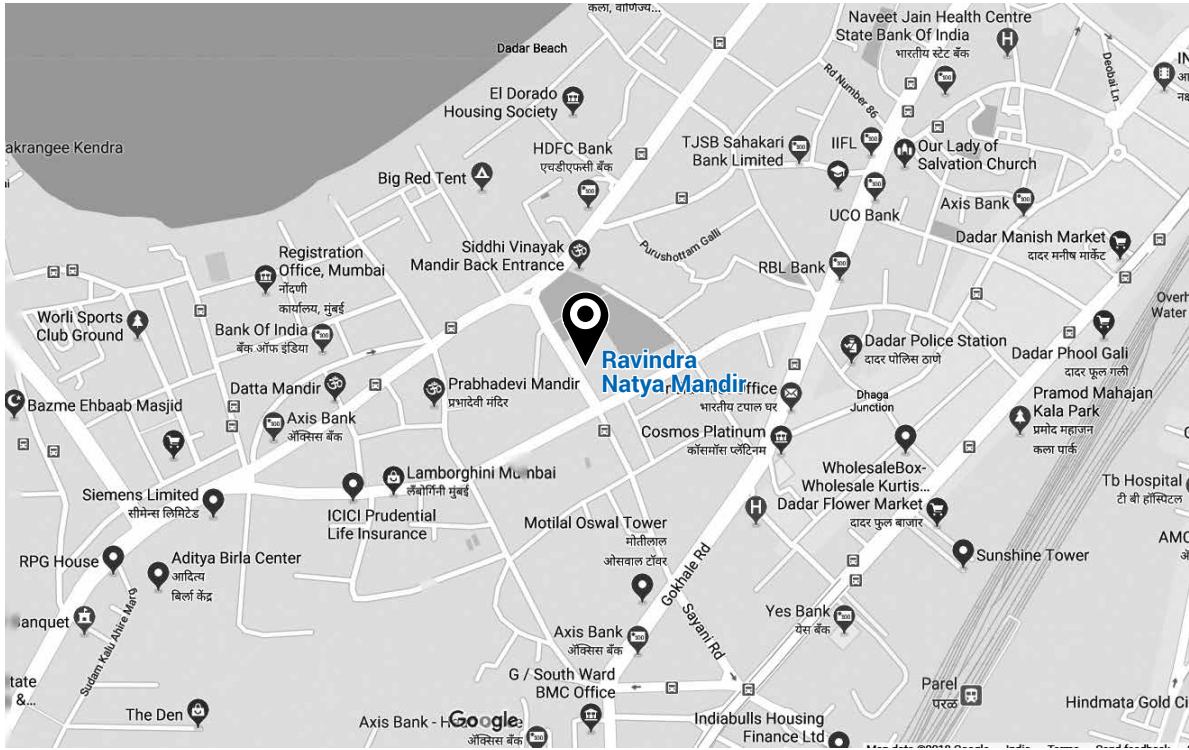 कला, वाणिज्य...
Naveet Jain Health Centre
State Bank Of India
भारतीय स्टेट बँक
Dadar Beach
Deobai Ln
Rd Number 86
El Dorado
Housing Society
akrangee Kendra
HDFC Bank
एचडीएफसी बँक
TJSB Sahakari
Bank Limited
IIFL
Our Lady of
Salvation Church
Big Red Tent
UCO Bank
Axis Bank
Purushottam Galli
Siddhi Vinayak
Mandir Back Entrance
Registration
Office, Mumbai
नोंदणी
कार्यालय, मुंबई
RBL Bank
Dadar Manish Market
दादर मनीष मार्केट
Worli Sports
Club Ground
Bank Of India
बँक ऑफ इंडिया
Water
Dadar Police Station
दादर पोलिस ठाणे
Dadar Phool Gali
दादर फूल गली
Ravindra
Natya Mandir
Datta Mandir
Prabhadevi Mandir
प्रभादेवी मंदिर
भारतीय टपाल घर
Dhaga
Junction
Pramod Mahajan
Kala Park
प्रमोद महाजन
कला पार्क
Bazme Ehbaab Masjid
Axis Bank
ॲक्सिस बँक
Cosmos Platinum
कॉसमॉस प्लॅटिनम
Lamborghini Mumbai
लॅंबोर्गिनी मुंबई
WholesaleBox-
Wholesale Kurtis...
Dadar Flower Market
दादर फुल बाजार
Tb Hospital
टी बी हॉस्पिटल
Siemens Limited
सीमेन्स लिमिटेड
ICICI Prudential
Life Insurance
Motilal Oswal Tower
मोतीलाल
ओसवाल टॉवर
Gokhale Rd
Sunshine Tower
AMC
RPG House
Aditya Birla Center
आदित्य
बिर्ला केंद्र
Sudam Kalu Ahire Marg
Sayani Rd
Yes Bank
येस बँक
Axis Bank
ॲक्सिस बँक
G / South Ward
BMC Office
Parel
परळ
The Den
Hindmata Gold Ci
Axis Bank - H
ॲक्सिस बँक
Google
Indiabulls Housing
Finance Ltd